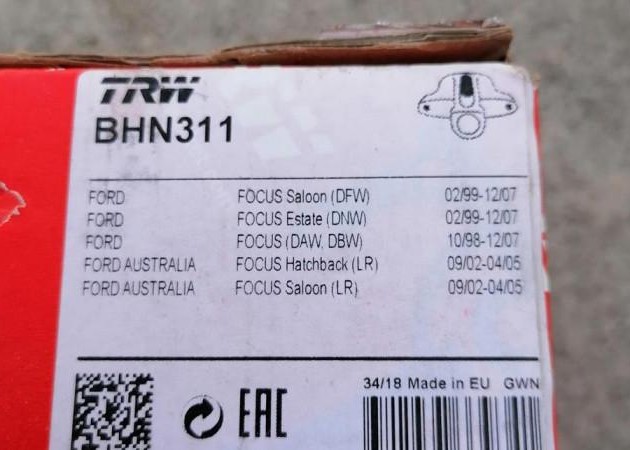 TRW
BHN311
FORD FOCUS Saloon (DFW) 02/99-12/07
FORD FOCUS Estate (DNW) 02/99-12/07
FORD FOCUS (DAW, DBW) 10/98-12/07
FORD AUSTRALIA FOCUS Hatchback (LR) 09/02-04/05
FORD AUSTRALIA FOCUS Saloon (LR) 09/02-04/05
34/18 Made in EU GWN
EAC